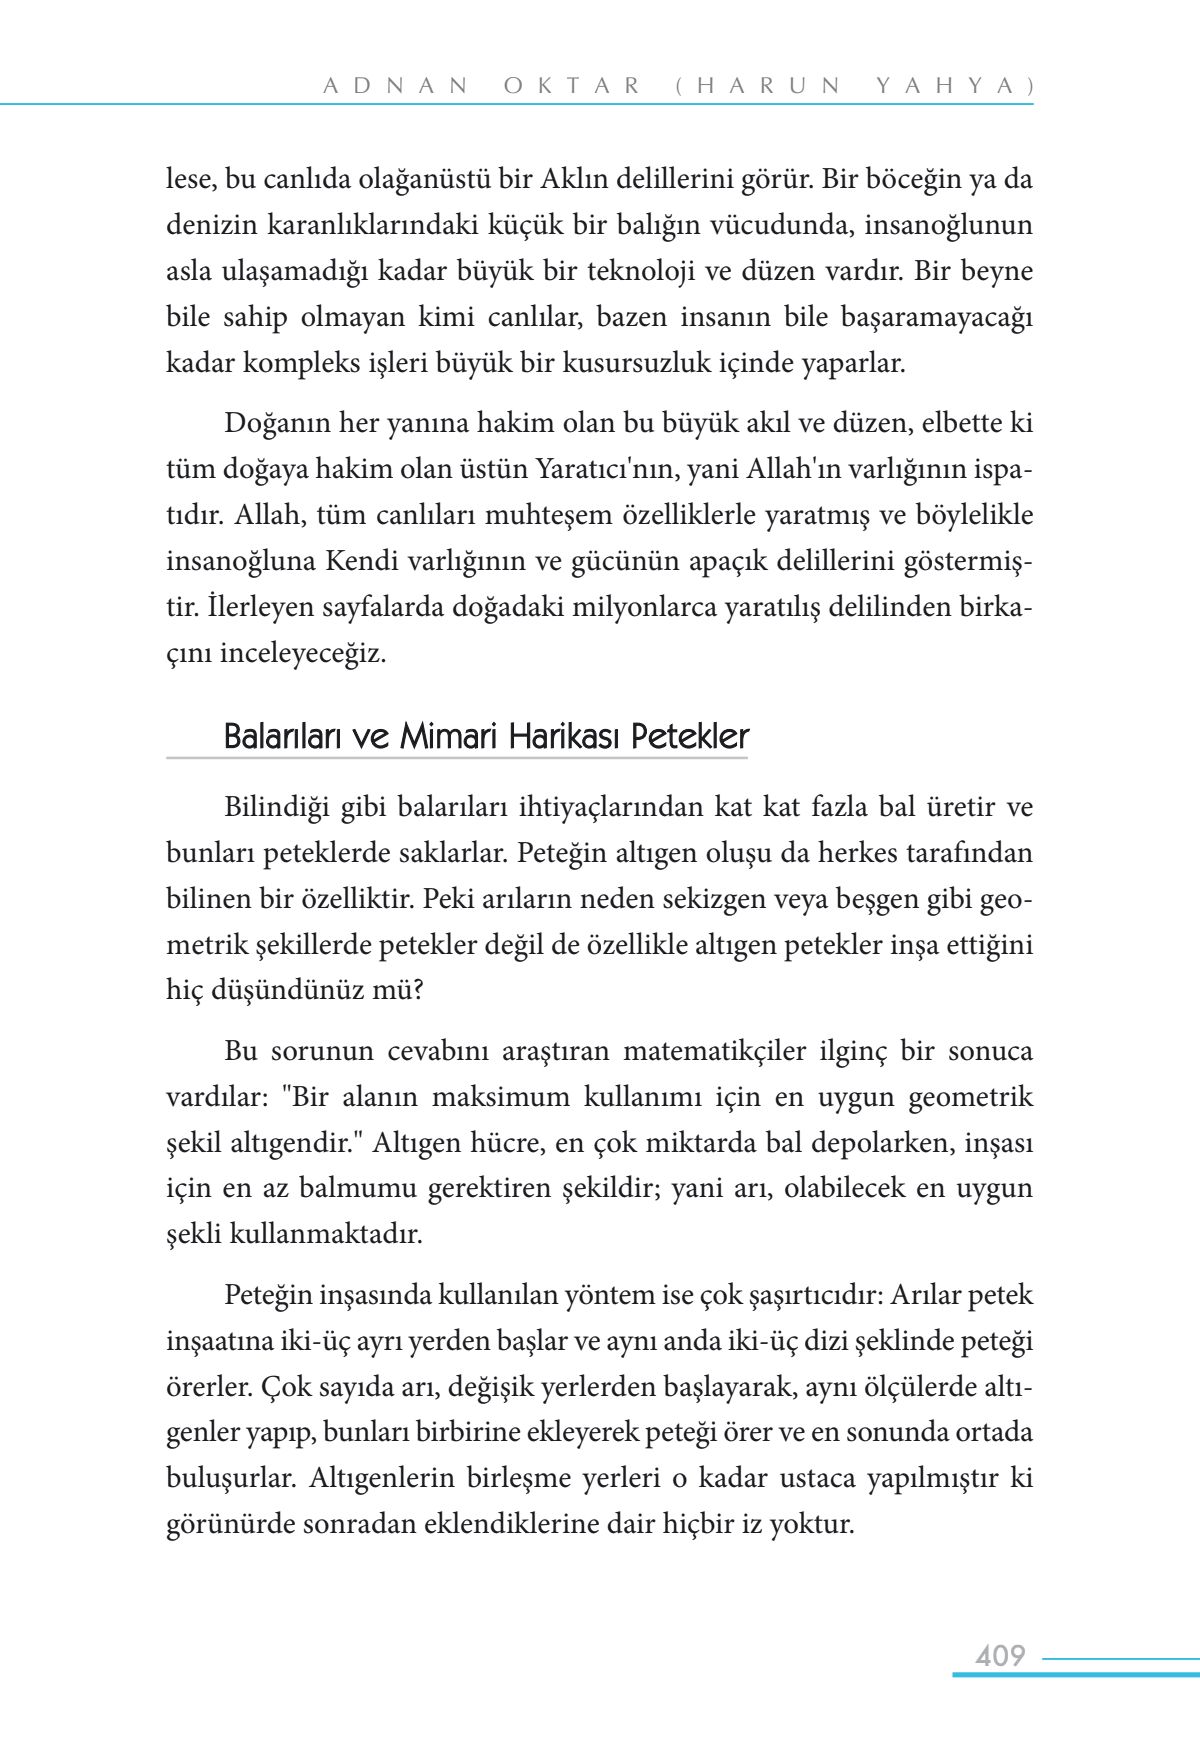 ADNAN OKTAR (HARUN YAHYA)
lese, bu canlıda olağanüstü bir Aklın delillerini görür. Bir böceğin ya da
denizin karanlıklarındaki küçük bir balığın vücudunda, insanoğlunun
asla ulaşamadığı kadar büyük bir teknoloji ve düzen vardır. Bir beyne
bile sahip olmayan kimi canlılar, bazen insanın bile başaramayacağı
kadar kompleks işleri büyük bir kusursuzluk içinde yaparlar.
Doğanın her yanına hakim olan bu büyük akıl ve düzen, elbette ki
tüm doğaya hakim olan üstün Yaratıcı'nın, yani Allah'ın varlığının ispa-
tıdır. Allah, tüm canlıları muhteşem özelliklerle yaratmış ve böylelikle
insanoğluna Kendi varlığının ve gücünün apaçık delillerini göstermiş-
tir. İlerleyen sayfalarda doğadaki milyonlarca yaratılış delilinden birka-
çını inceleyeceğiz.
Balarıları ve Mimari Harikası Petekler
Bilindiği gibi balarıları ihtiyaçlarından kat kat fazla bal üretir ve
bunları peteklerde saklarlar. Peteğin altıgen oluşu da herkes tarafından
bilinen bir özelliktir. Peki arıların neden sekizgen veya beşgen gibi geo-
metrik şekillerde petekler değil de özellikle altıgen petekler inşa ettiğini
hiç düşündünüz mü?
Bu sorunun cevabını araştıran matematikçiler ilginç bir sonuca
vardılar: "Bir alanın maksimum kullanımı için en uygun geometrik
şekil altıgendir." Altıgen hücre, en çok miktarda bal depolarken, inşası
için en az balmumu gerektiren şekildir; yani arı, olabilecek en uygun
şekli kullanmaktadır.
Peteğin inşasında kullanılan yöntem ise çok şaşırtıcıdır: Arılar petek
inşaatına iki-üç ayrı yerden başlar ve aynı anda iki-üç dizi şeklinde peteği
örerler. Çok sayıda arı, değişik yerlerden başlayarak, aynı ölçülerde altı-
genler yapıp, bunları birbirine ekleyerek peteği örer ve en sonunda ortada
buluşurlar. Altıgenlerin birleşme yerleri o kadar ustaca yapılmıştır ki
görünürde sonradan eklendiklerine dair hiçbir iz yoktur.
409